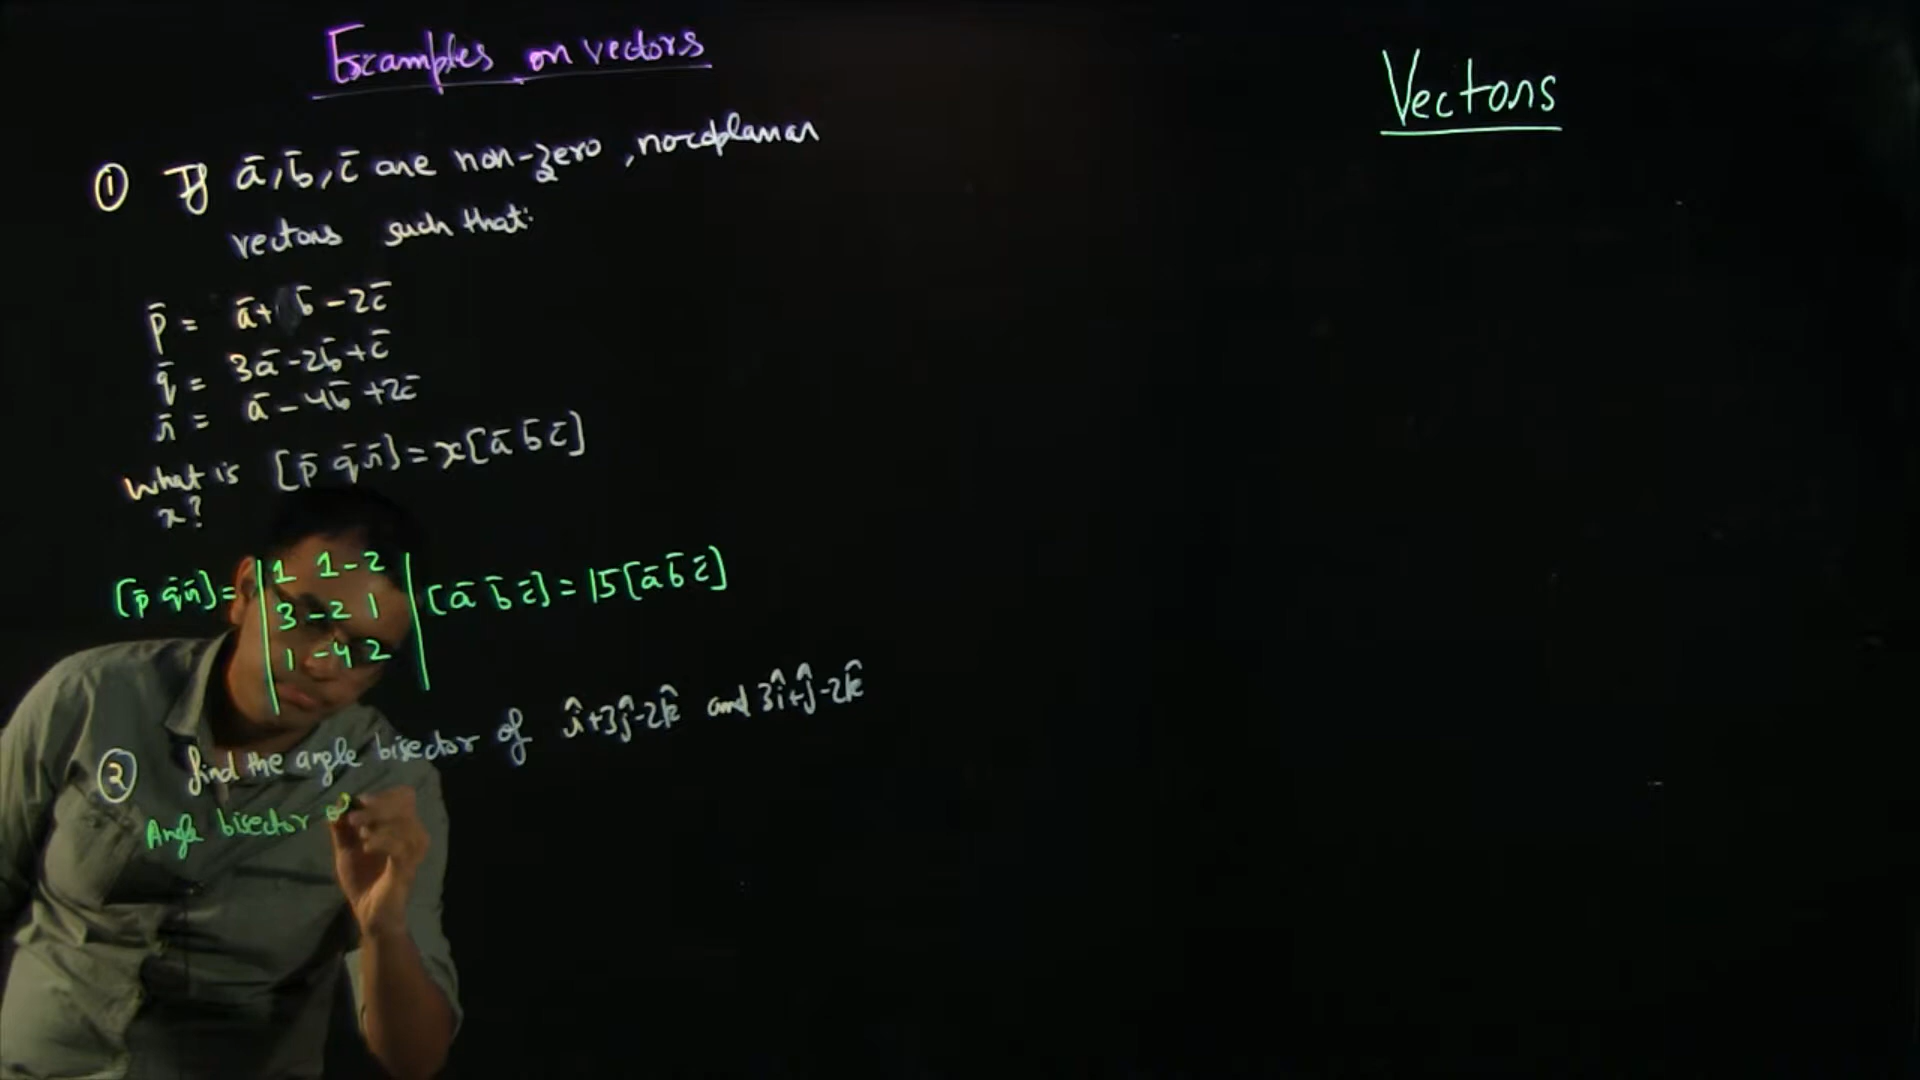 Examples on vectors
Vectors
① If a̅, b̅, c̅ are non-zero, nocoplanar
vectors such that:
p̅ = a̅ + b̅ - 2c̅
q̅ = 3a̅ - 2b̅ + c̅
r̅ = a̅ - 4b̅ + 2c̅
What is [p̅ q̅ r̅] = x[a̅ b̅ c̅]
x?
[p̅ q̅ r̅] = | 1 1 -2 | [a̅ b̅ c̅] = 15[a̅ b̅ c̅]
3 -2 1
1 -4 2
② find the angle bisector of î+3ĵ-2k̂ and 3î+ĵ-2k̂
Angle bisector